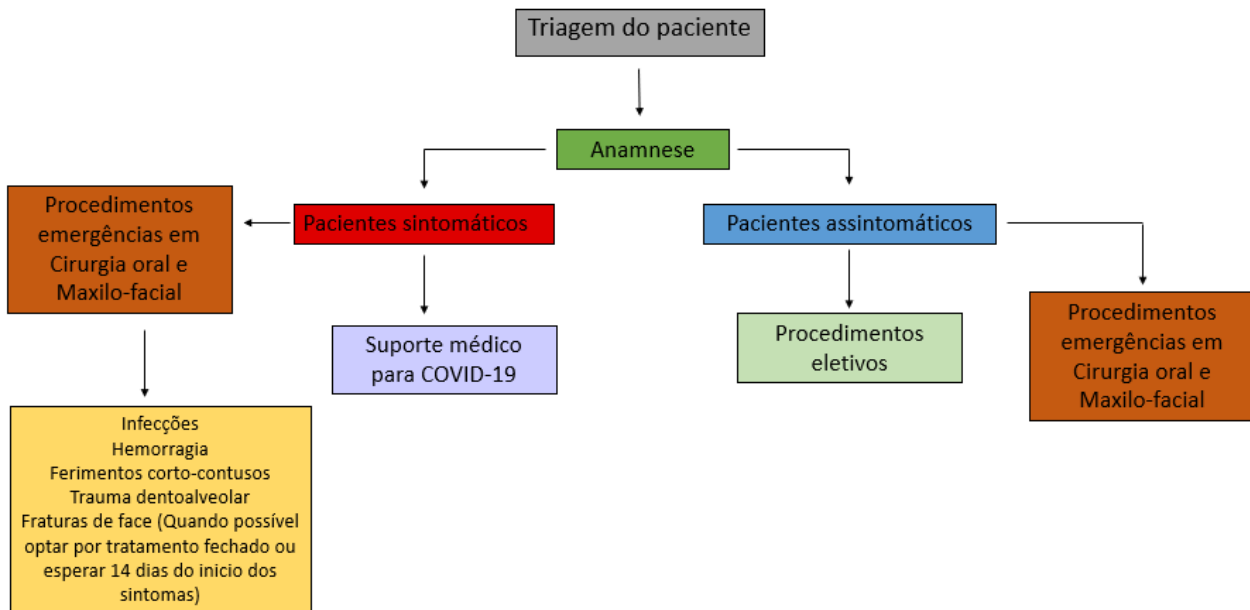 Triagem do paciente
Anamnese
Procedimentos
emergências em
Cirurgia oral e
Maxilo-facial
Pacientes sintomáticos
Pacientes assintomáticos
Suporte médico
para COVID-19
Procedimentos
eletivos
Procedimentos
emergências em
Cirurgia oral e
Maxilo-facial
Infecções
Hemorragia
Ferimentos corto-contusos
Trauma dentoalveolar
Fraturas de face (Quando possível
optar por tratamento fechado ou
esperar 14 dias do inicio dos
sintomas)